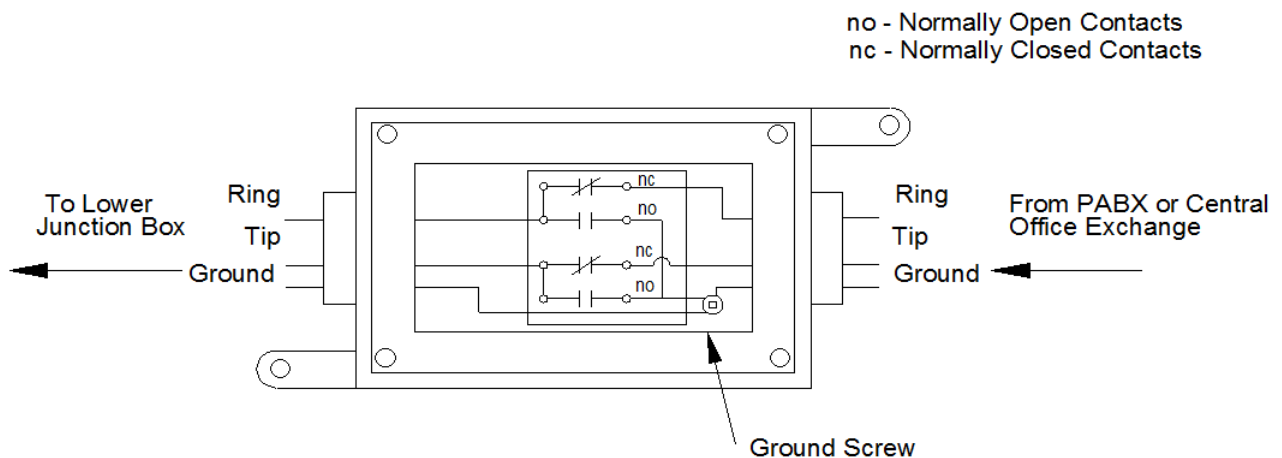 no - Normally Open Contacts
nc - Normally Closed Contacts
To Lower
Junction Box
Ring
Tip
Ground
nc
no
nc
no
Ring
Tip
Ground
From PABX or Central
Office Exchange
Ground Screw